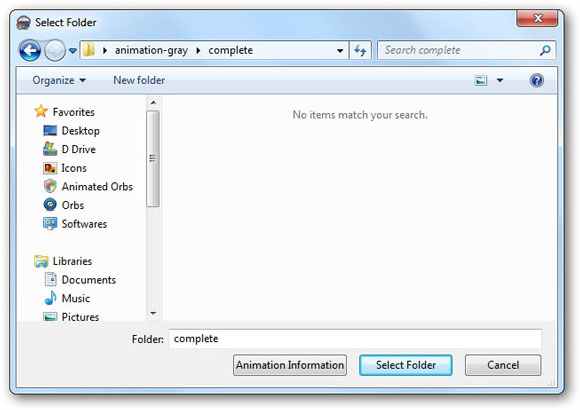 Select Folder
animation-gray complete
Search complete
Organize New folder
No items match your search.
Favorites
Desktop
D Drive
Icons
Animated Orbs
Orbs
Softwares
Libraries
Documents
Music
Pictures
Folder: complete
Animation Information Select Folder Cancel